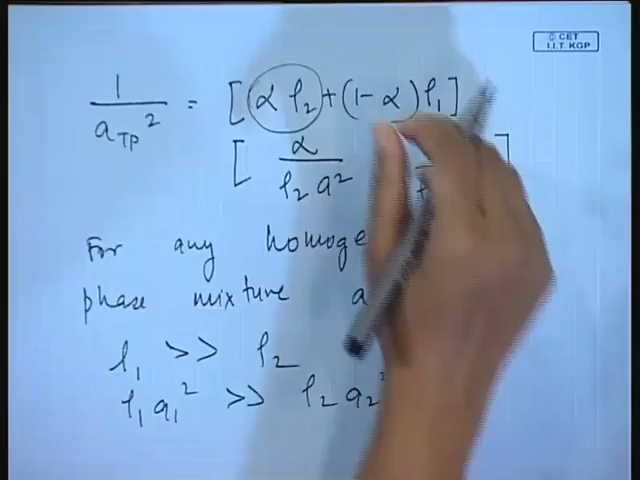 © CET
I.I.T. KGP
1 / a_TP² = [α ρ₂ + (1 - α) ρ₁]
[α / ρ₂ a²
For any
phase mixture a
ρ₁ >> ρ₂
ρ₁ a₁² >> ρ₂ a₂²